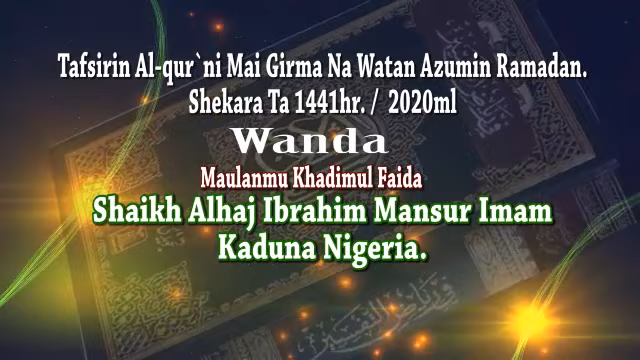 Tafsirin Al-qur`ni Mai Girma Na Watan Azumin Ramadan.
Shekara Ta 1441hr. / 2020ml
Wanda
Maulanmu Khadimul Faida
Shaikh Alhaj Ibrahim Mansur Imam
Kaduna Nigeria.